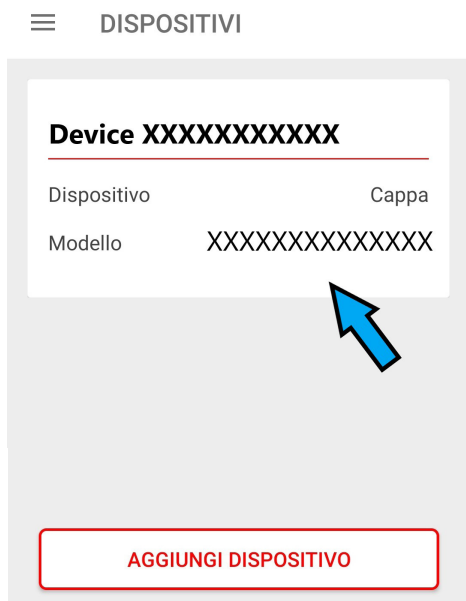 DISPOSITIVI
Device XXXXXXXXXXX
Dispositivo Cappa
Modello XXXXXXXXXXXXXX
AGGIUNGI DISPOSITIVO